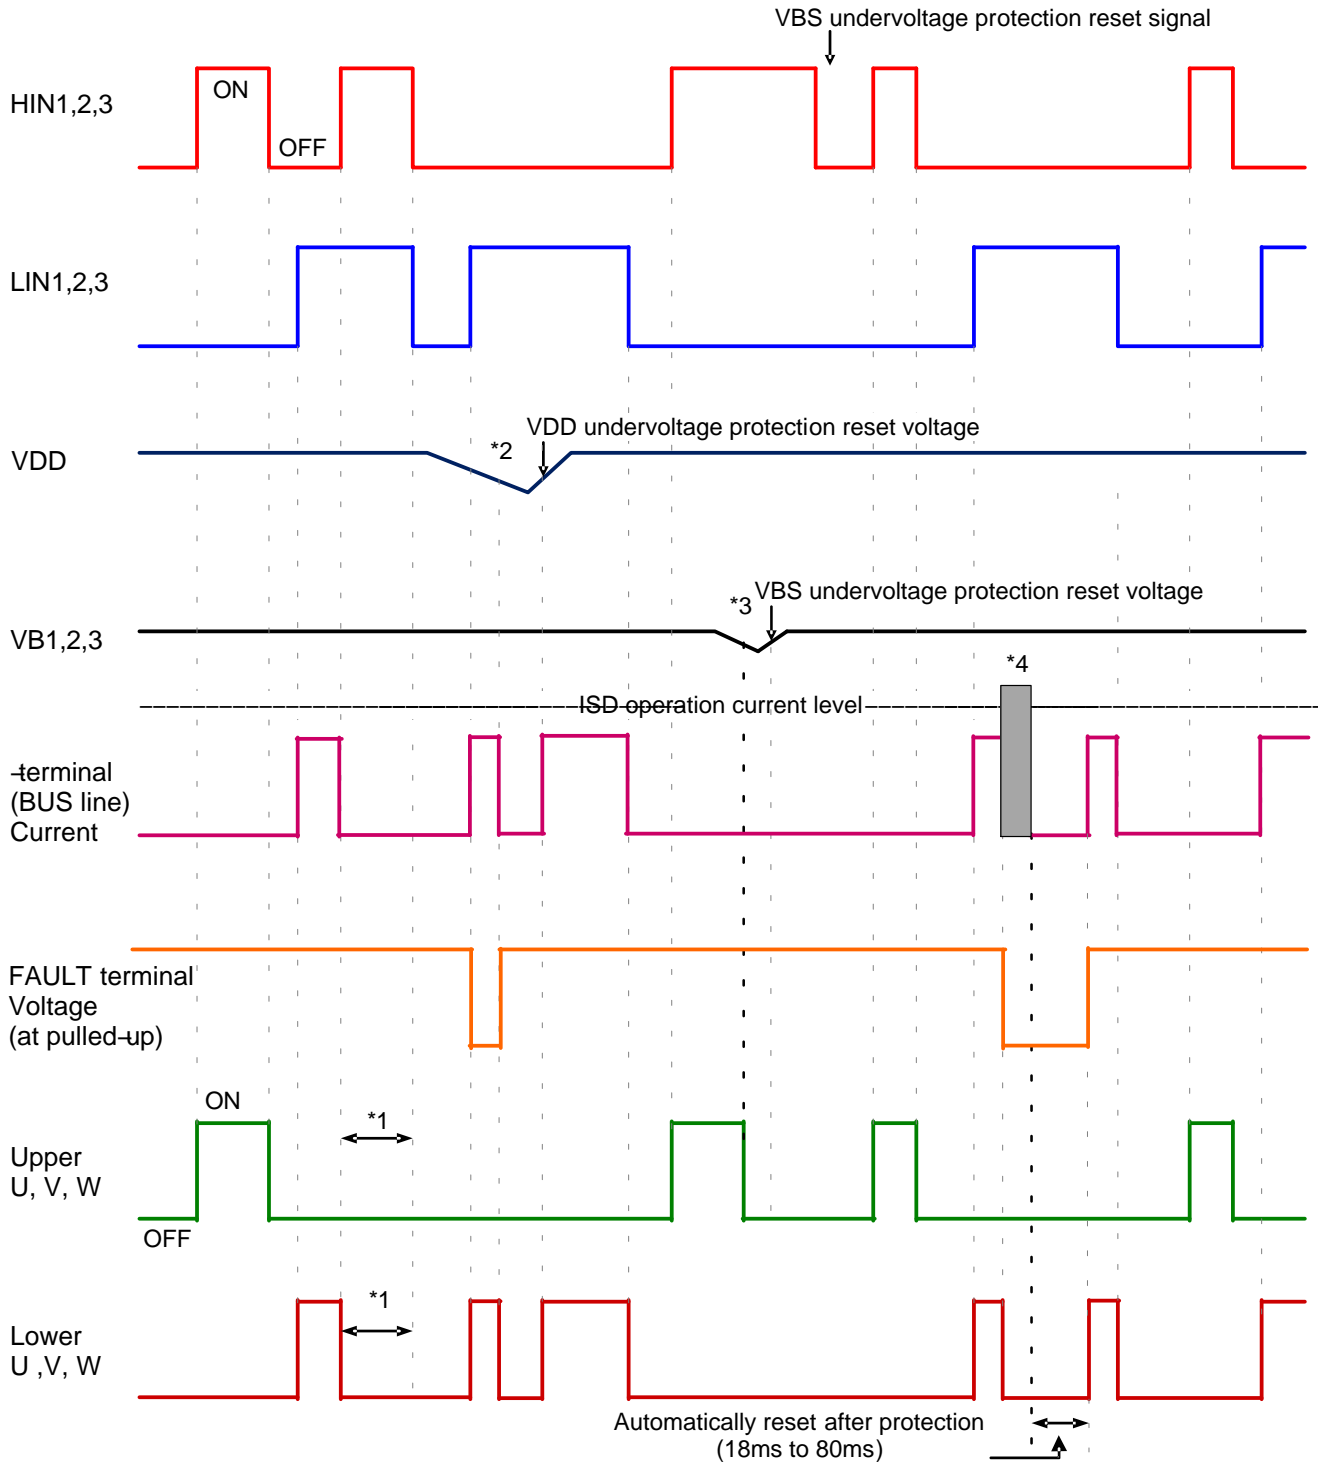 VBS undervoltage protection reset signal
HIN1,2,3
ON
OFF
LIN1,2,3
VDD undervoltage protection reset voltage
*2
VDD
VBS undervoltage protection reset voltage
*3
VB1,2,3
*4
ISD operation current level
-terminal
(BUS line)
Current
FAULT terminal
Voltage
(at pulled-up)
ON
*1
Upper
U, V, W
OFF
*1
Lower
U ,V, W
Automatically reset after protection
(18ms to 80ms)